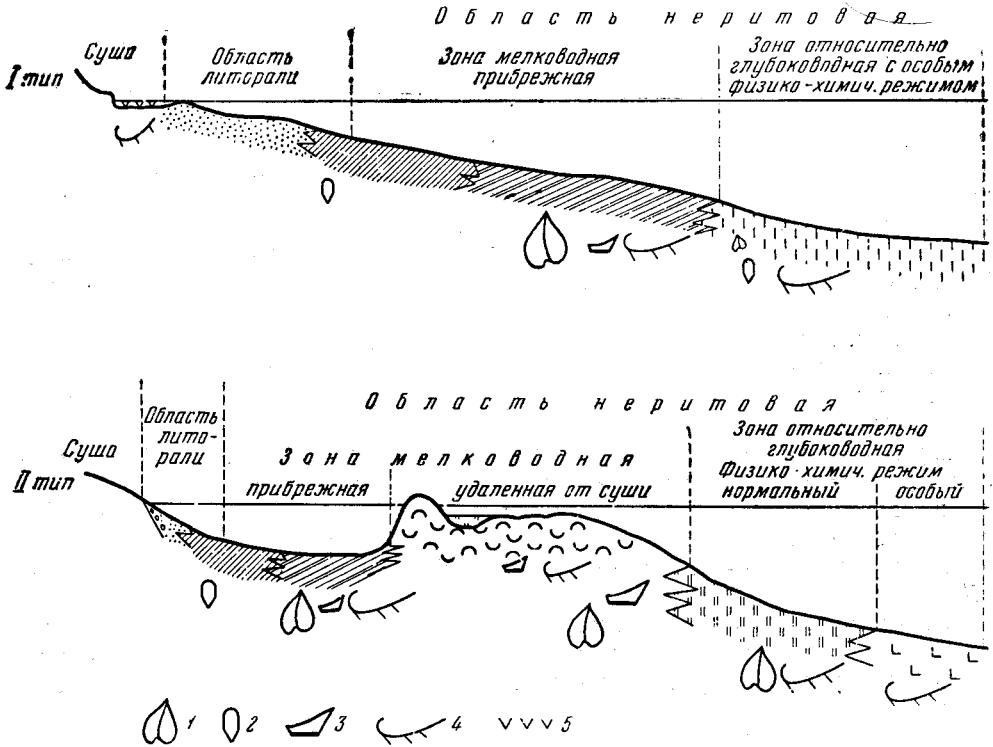 Область неритовая
Суша
Область
литорали
Зона мелководная
прибрежная
Зона относительно
глубоководная с особым
физико-химич. режимом
I тип
Область неритовая
Область
лито-
рали
Зона относительно
глубоководная
Физико-химич. режим
нормальный особый
Суша
Зона мелководная
прибрежная удаленная от суши
II тип
1 2 3 4 5